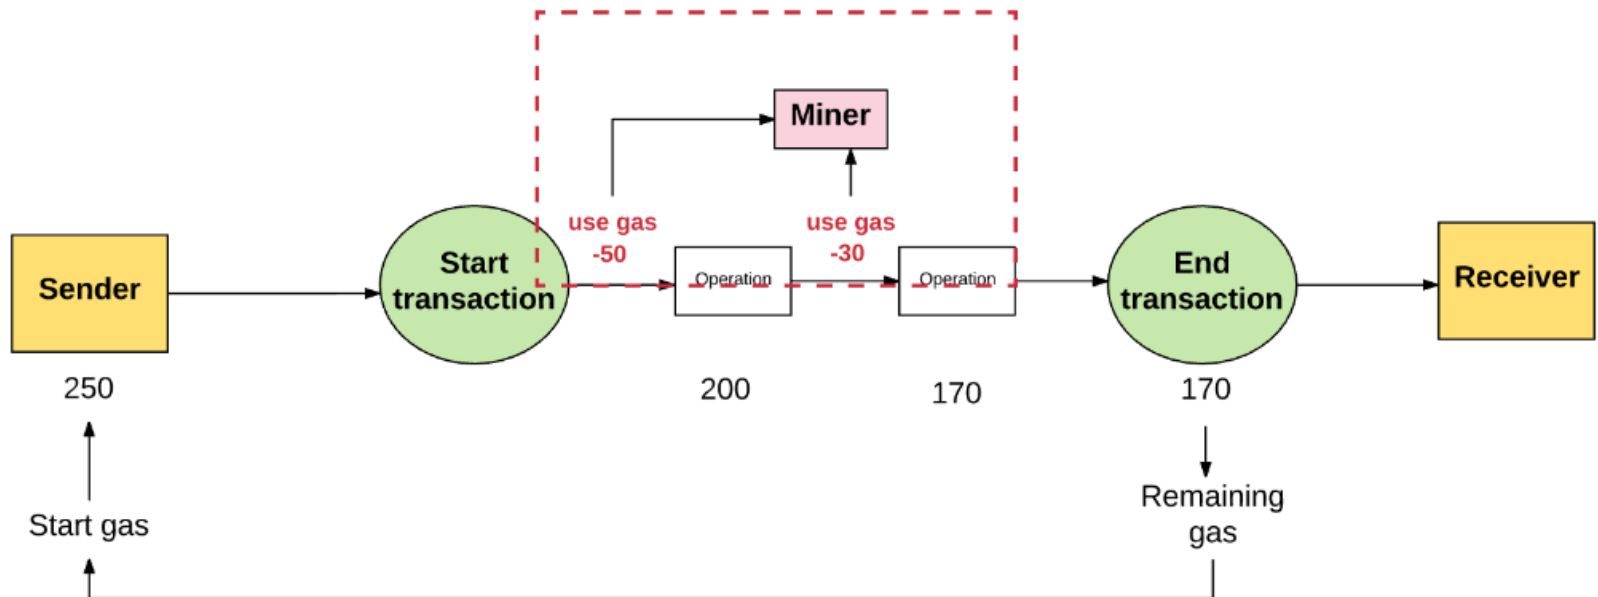 Miner
use gas
-50
use gas
-30
Sender
Start
transaction
Operation
Operation
End
transaction
Receiver
250
200
170
170
Start gas
Remaining
gas